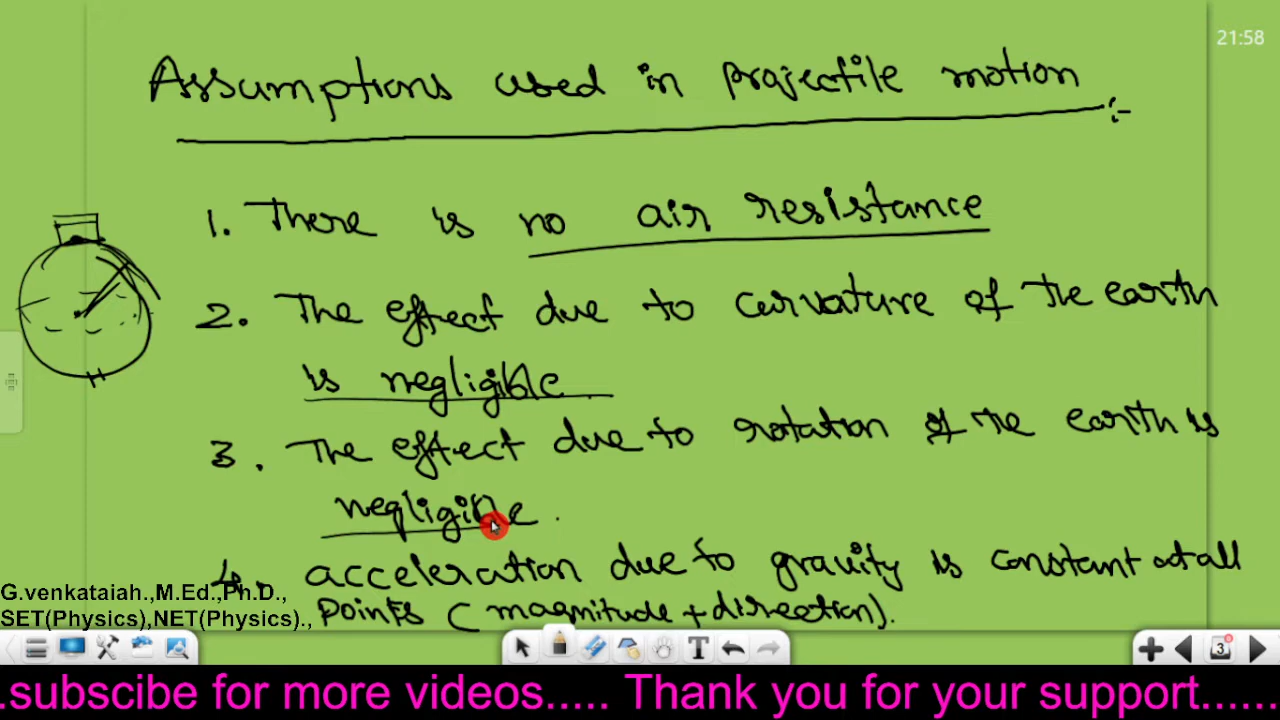 21:58
Assumptions used in projectile motion :-
1. There is no air resistance
2. The effect due to curvature of the earth
is negligible
3. The effect due to rotation of the earth is
negligible.
4. acceleration due to gravity is constant at all
points (magnitude + direction).
G.venkataiah.,M.Ed.,Ph.D.,
SET(Physics),NET(Physics).,
T
3
.subscibe for more videos..... Thank you for your support......